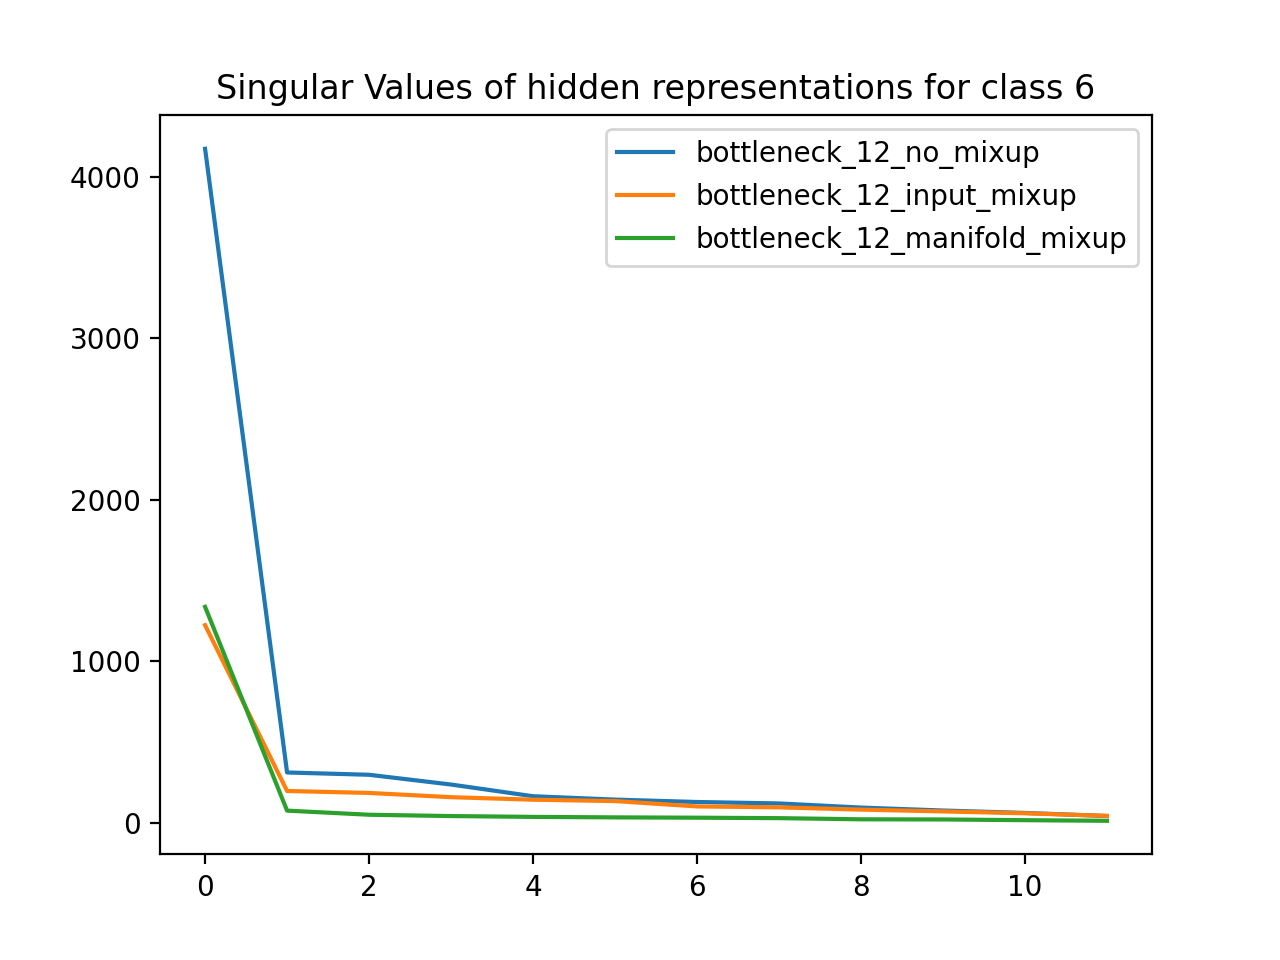 Singular Values of hidden representations for class 6
bottleneck_12_no_mixup
bottleneck_12_input_mixup
bottleneck_12_manifold_mixup
4000
3000
2000
1000
0
0 2 4 6 8 10